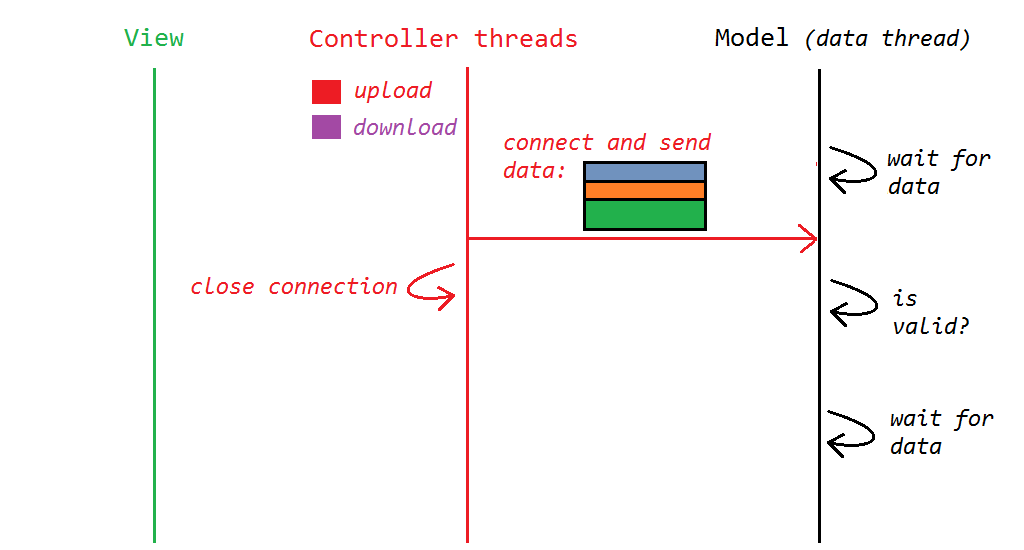 View
Controller threads
Model (data thread)
upload
download
connect and send
data:
wait for
data
close connection
is
valid?
wait for
data